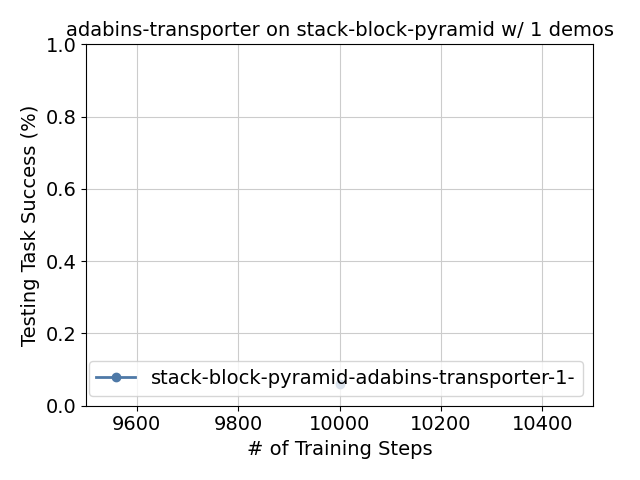 adabins-transporter on stack-block-pyramid w/ 1 demos
1.0
0.8
0.6
0.4
0.2
0.0
Testing Task Success (%)
stack-block-pyramid-adabins-transporter-1-
9600 9800 10000 10200 10400
# of Training Steps